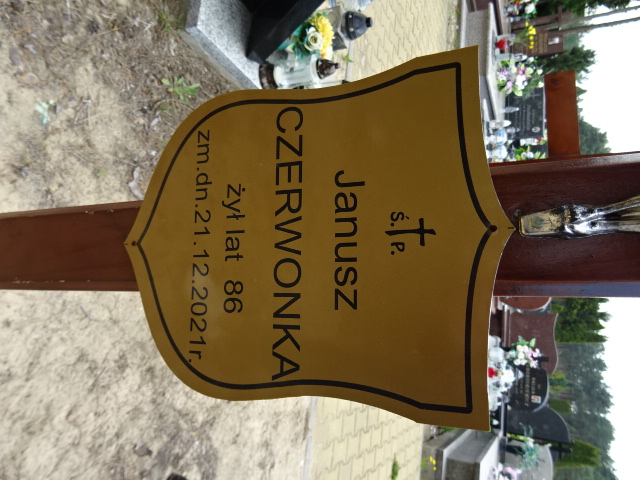 ś. P.
Janusz
CZERWONKA
żył lat 86
zm.dn.21.12.2021r.